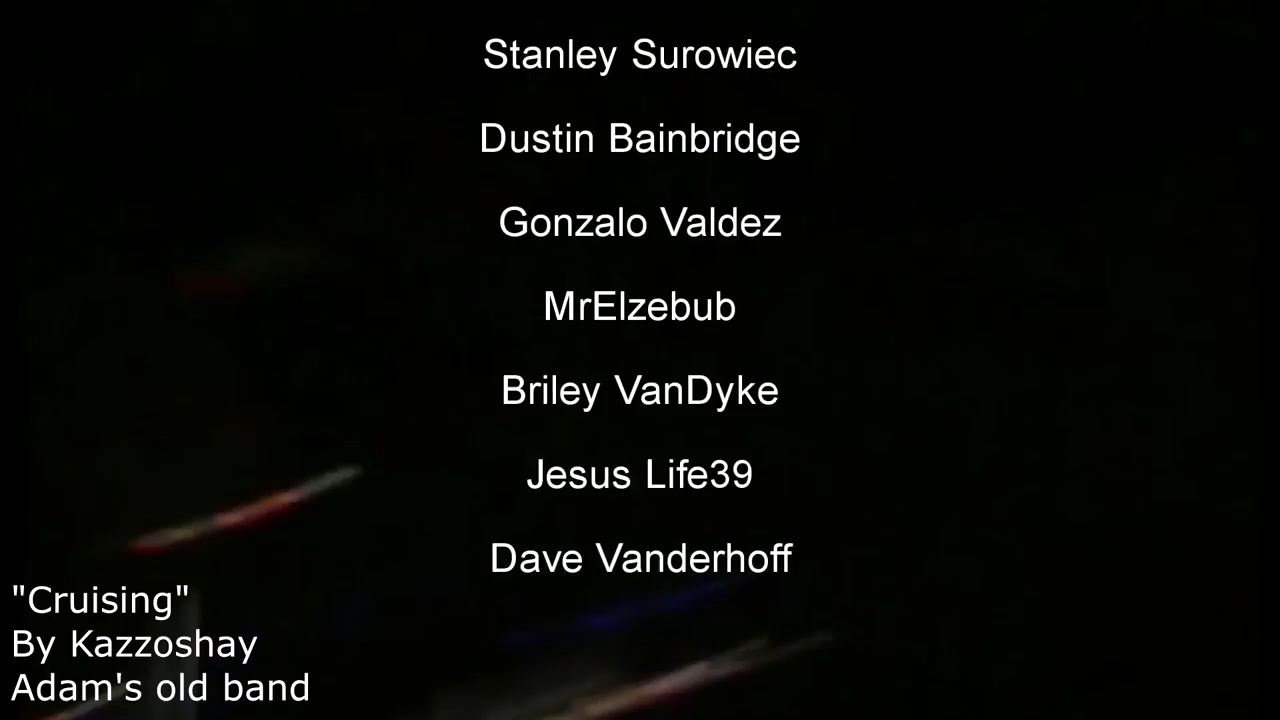 Stanley Surowiec
Dustin Bainbridge
Gonzalo Valdez
MrElzebub
Briley VanDyke
Jesus Life39
Dave Vanderhoff
"Cruising"
By Kazzoshay
Adam's old band